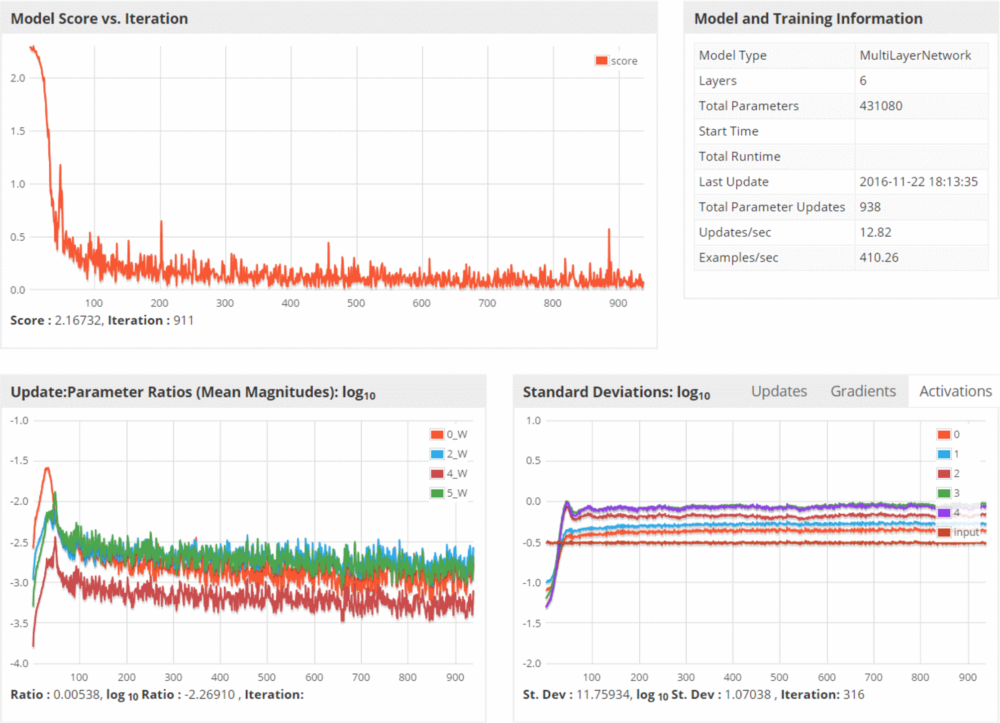 Model Score vs. Iteration
score
2.0
1.5
1.0
0.5
0.0
100 200 300 400 500 600 700 800 900
Score : 2.16732, Iteration : 911
Model and Training Information
Model Type MultiLayerNetwork
Layers 6
Total Parameters 431080
Start Time
Total Runtime
Last Update 2016-11-22 18:13:35
Total Parameter Updates 938
Updates/sec 12.82
Examples/sec 410.26
Update:Parameter Ratios (Mean Magnitudes): log10
-1.0
-1.5
-2.0
-2.5
-3.0
-3.5
-4.0
0_W
2_W
4_W
5_W
100 200 300 400 500 600 700 800 900
Ratio : 0.00538, log 10 Ratio : -2.26910 , Iteration:
Standard Deviations: log10 Updates Gradients Activations
1.0
0.5
0.0
-0.5
-1.0
-1.5
-2.0
0
1
2
3
4
input
100 200 300 400 500 600 700 800 900
St. Dev : 11.75934, log 10 St. Dev : 1.07038 , Iteration: 316